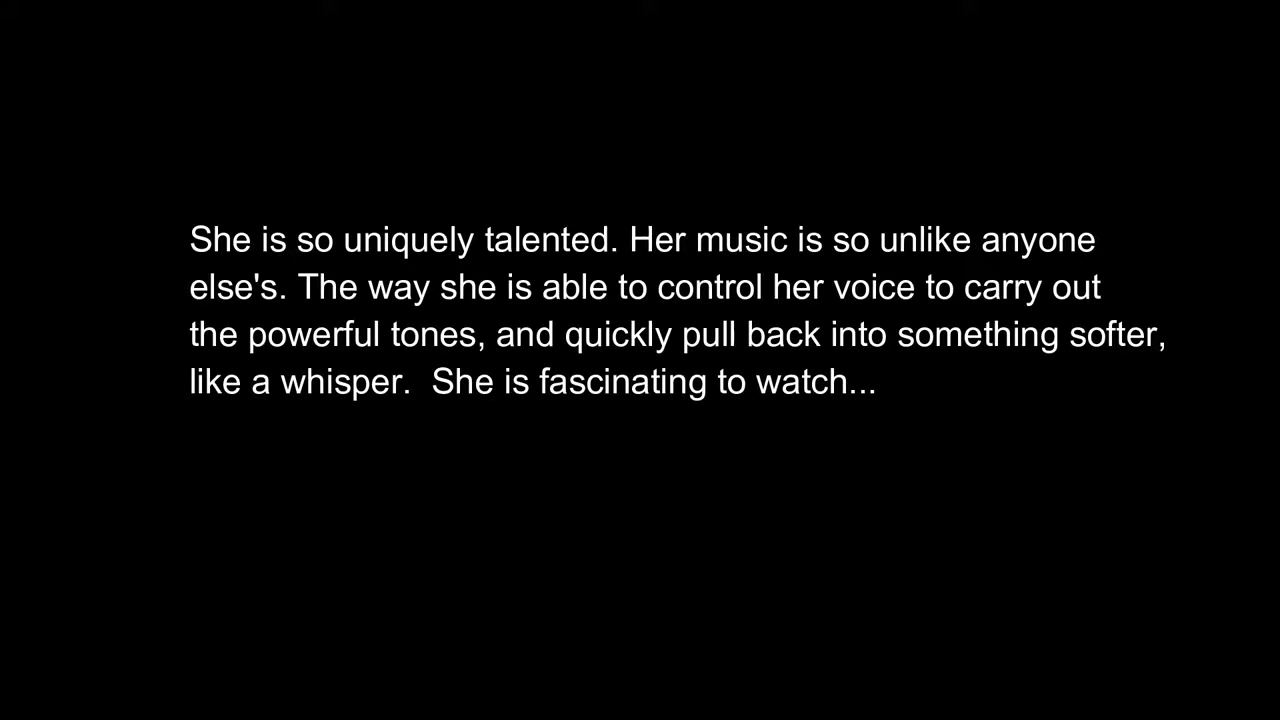 She is so uniquely talented. Her music is so unlike anyone
else's. The way she is able to control her voice to carry out
the powerful tones, and quickly pull back into something softer,
like a whisper.  She is fascinating to watch...